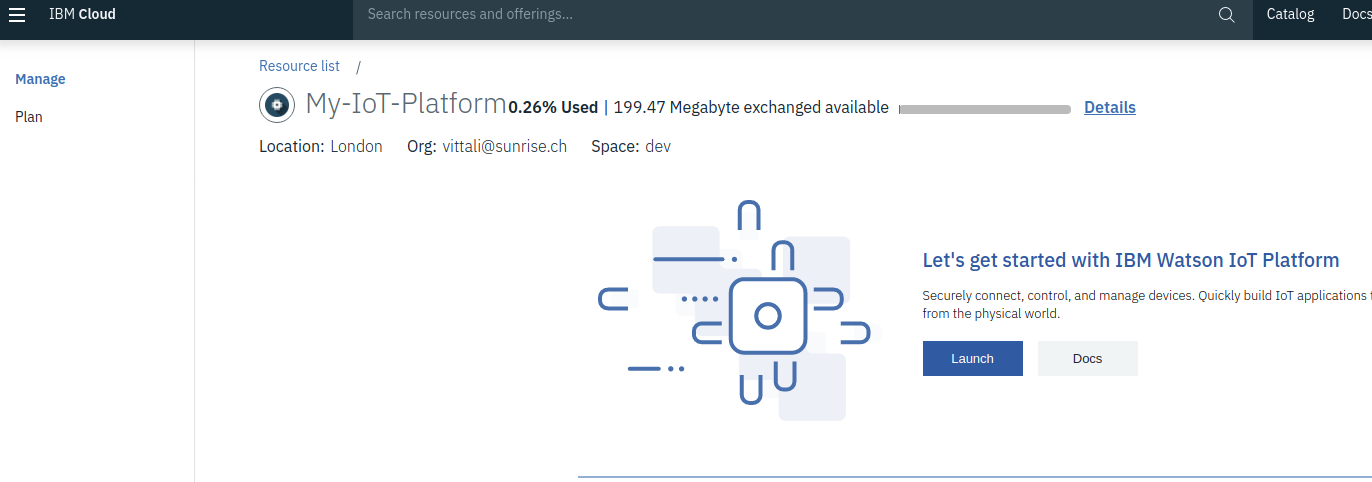 IBM Cloud Search resources and offerings... Catalog Docs
Manage
Plan
Resource list /
My-IoT-Platform 0.26% Used | 199.47 Megabyte exchanged available Details
Location: London Org: vittali@sunrise.ch Space: dev
Let's get started with IBM Watson IoT Platform
Securely connect, control, and manage devices. Quickly build IoT applications
from the physical world.
Launch Docs